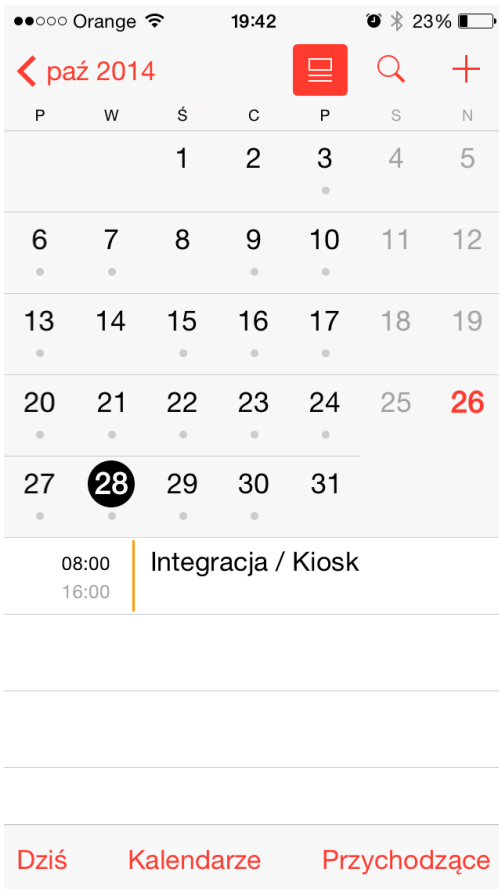 Orange 19:42 23%
paź 2014
P W Ś C P S N
1 2 3 4 5
6 7 8 9 10 11 12
13 14 15 16 17 18 19
20 21 22 23 24 25 26
27 28 29 30 31
08:00 Integracja / Kiosk
16:00
Dziś Kalendarze Przychodzące